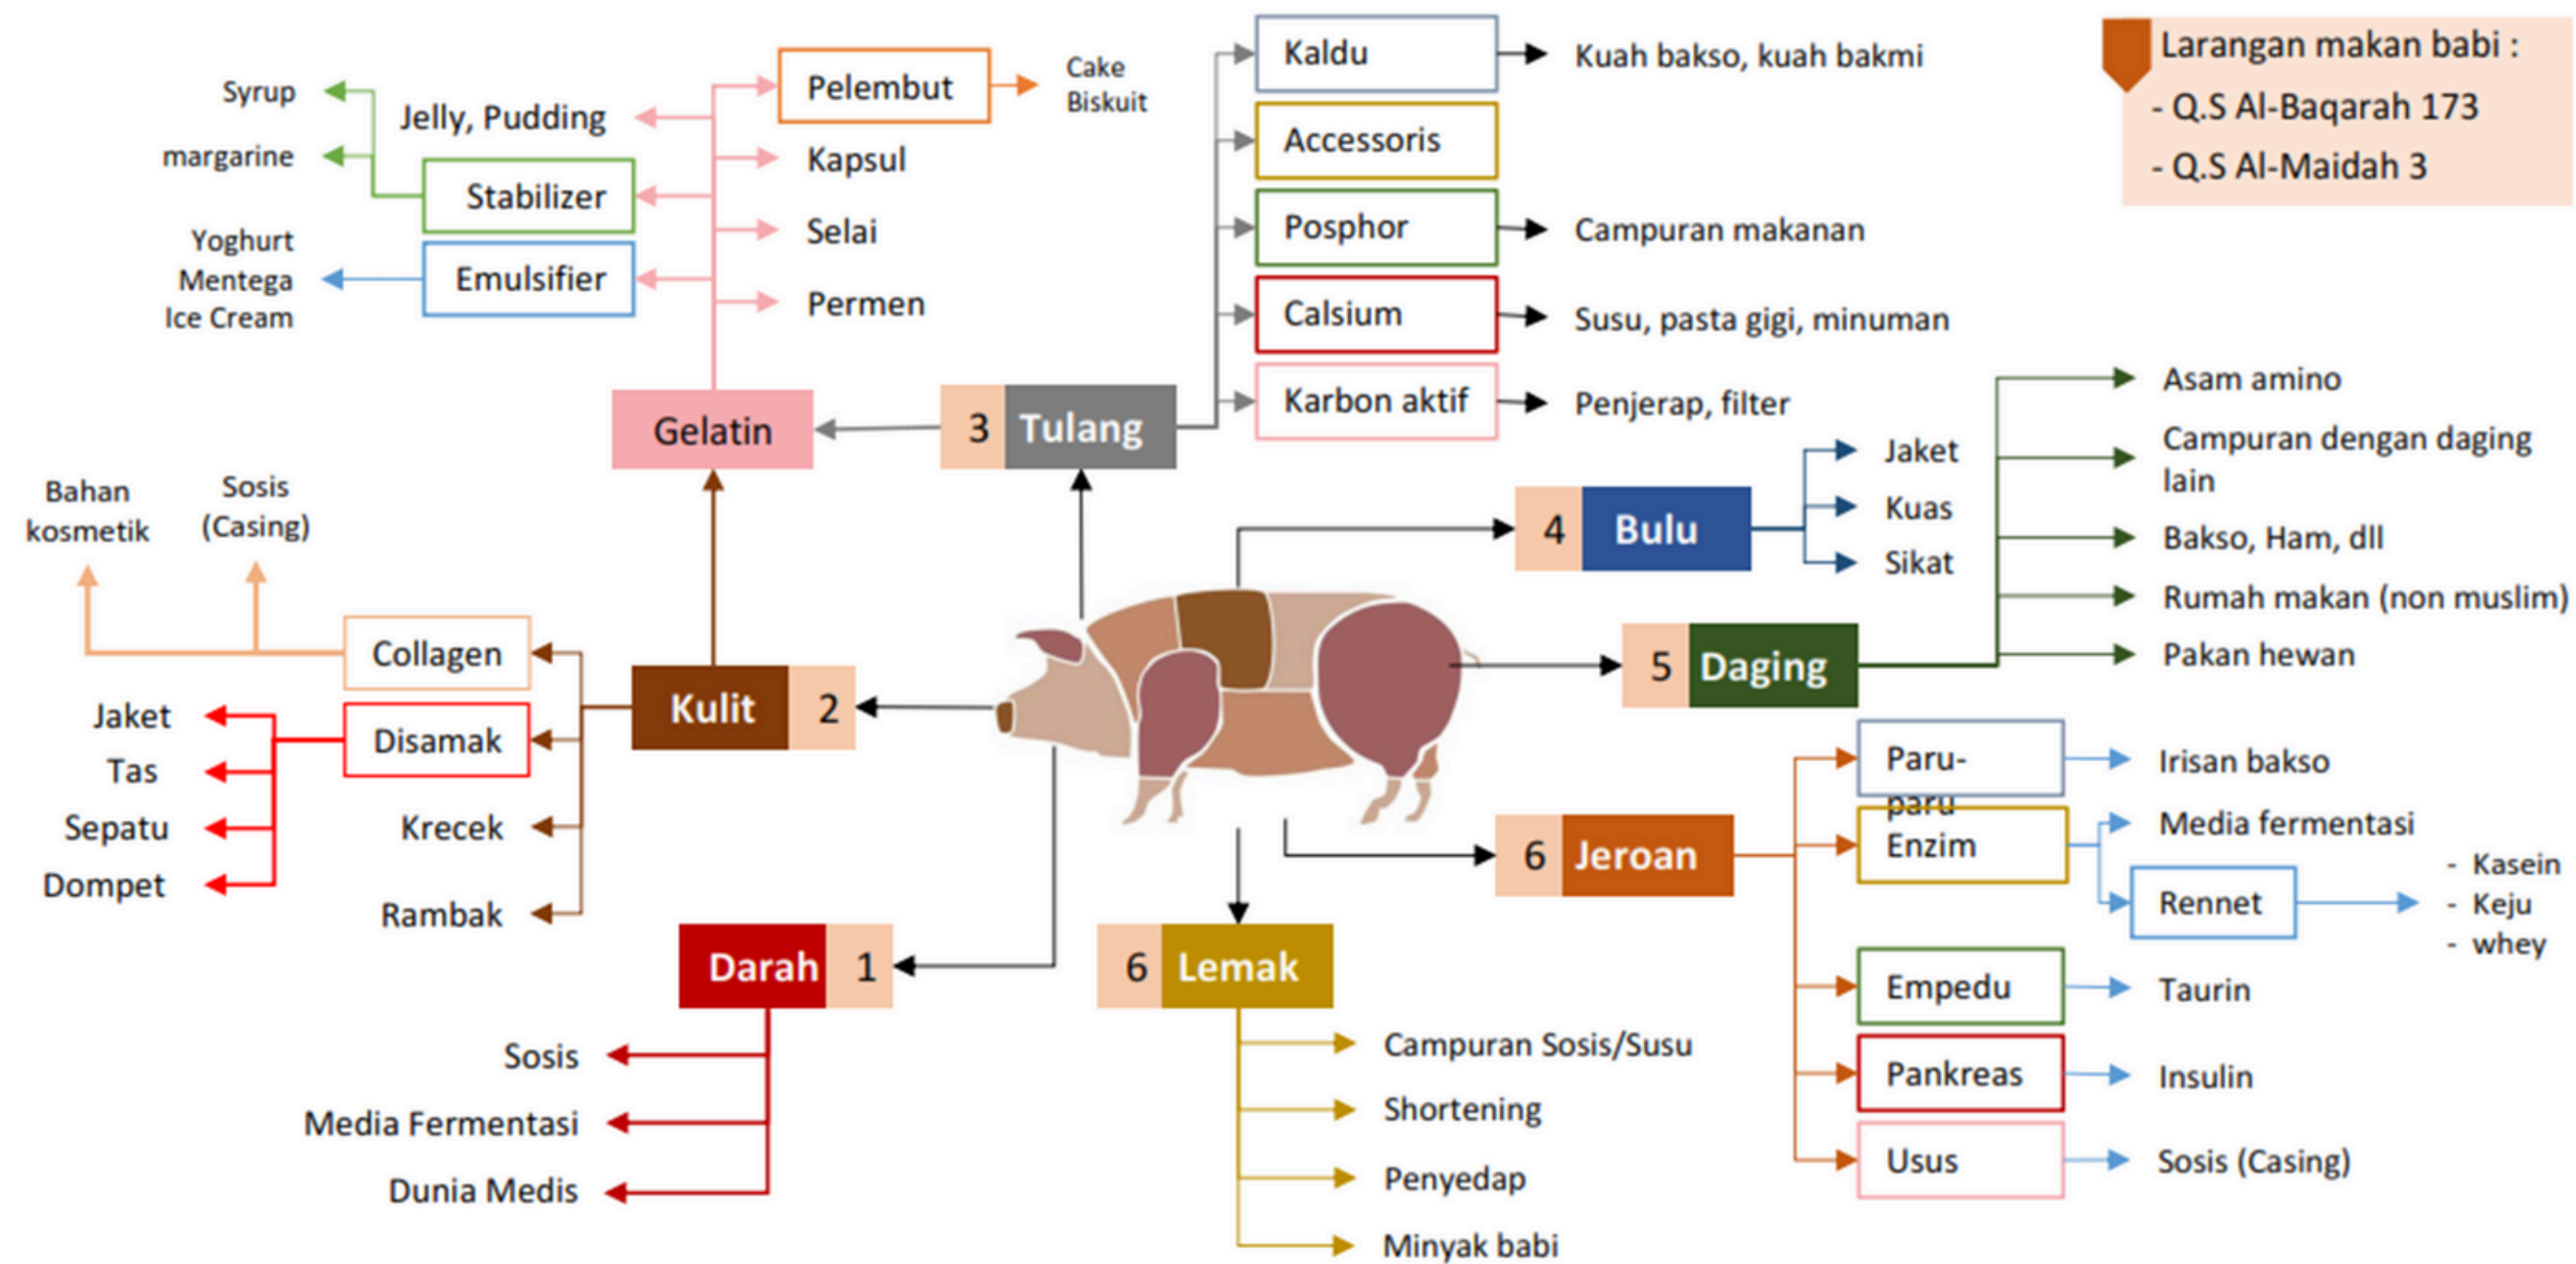 Larangan makan babi :
- Q.S Al-Baqarah 173
- Q.S Al-Maidah 3
Syrup
margarine
Jelly, Pudding
Stabilizer
Yoghurt
Mentega
Ice Cream
Emulsifier
Pelembut
Cake
Biskuit
Kapsul
Selai
Permen
Gelatin
3 Tulang
Kaldu
Kuah bakso, kuah bakmi
Accessoris
Posphor
Campuran makanan
Calsium
Susu, pasta gigi, minuman
Karbon aktif
Penjerap, filter
4 Bulu
Jaket
Kuas
Sikat
5 Daging
Asam amino
Campuran dengan daging
lain
Bakso, Ham, dll
Rumah makan (non muslim)
Pakan hewan
Bahan
kosmetik
Sosis
(Casing)
Collagen
Kulit 2
Jaket
Tas
Sepatu
Dompet
Disamak
Krecek
Rambak
Darah 1
Sosis
Media Fermentasi
Dunia Medis
6 Lemak
Campuran Sosis/Susu
Shortening
Penyedap
Minyak babi
6 Jeroan
Paru-
paru
Irisan bakso
Enzim
Media fermentasi
Rennet
- Kasein
- Keju
- whey
Empedu
Taurin
Pankreas
Insulin
Usus
Sosis (Casing)